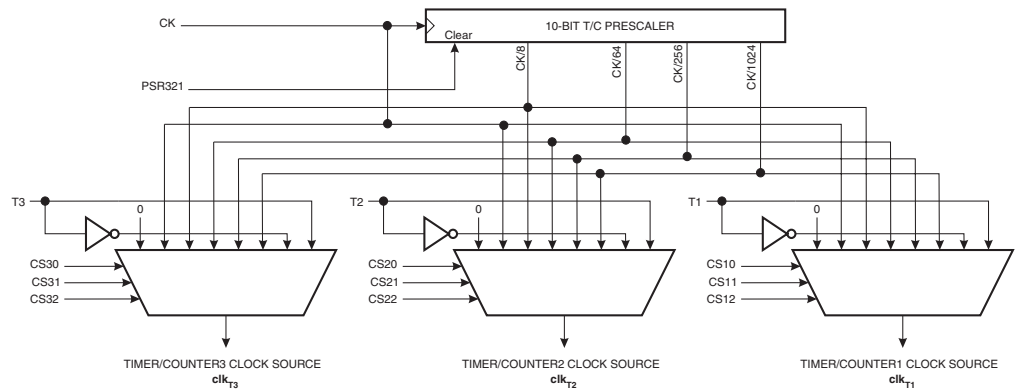 CK
10-BIT T/C PRESCALER
Clear
CK/8
CK/64
CK/256
CK/1024
PSR321
T3
0
T2
0
T1
0
CS30
CS31
CS32
CS20
CS21
CS22
CS10
CS11
CS12
TIMER/COUNTER3 CLOCK SOURCE
clkT3
TIMER/COUNTER2 CLOCK SOURCE
clkT2
TIMER/COUNTER1 CLOCK SOURCE
clkT1